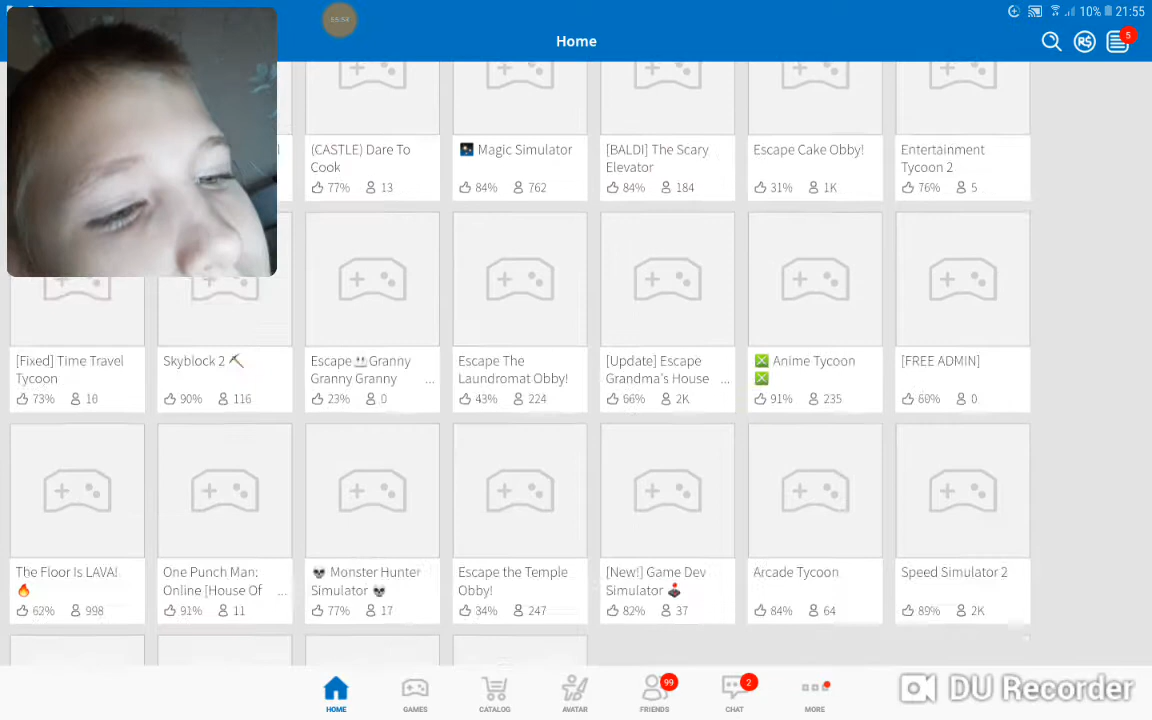 10% 21:55
Home
R$
5
(CASTLE) Dare To
Cook
77% 13
Magic Simulator
84% 762
[BALDI] The Scary
Elevator
84% 184
Escape Cake Obby!
31% 1K
Entertainment
Tycoon 2
76% 5
[Fixed] Time Travel
Tycoon
73% 10
Skyblock 2
90% 116
Escape Granny
Granny Granny ...
23% 0
Escape The
Laundromat Obby!
43% 224
[Update] Escape
Grandma's House ...
66% 2K
Anime Tycoon
91% 235
[FREE ADMIN]
60% 0
The Floor Is LAVA!
62% 998
One Punch Man:
Online [House Of ...
91% 11
Monster Hunter
Simulator
77% 17
Escape the Temple
Obby!
34% 247
[New!] Game Dev
Simulator
82% 37
Arcade Tycoon
84% 64
Speed Simulator 2
89% 2K
HOME
GAMES
CATALOG
AVATAR
99
FRIENDS
2
CHAT
MORE
DU Recorder